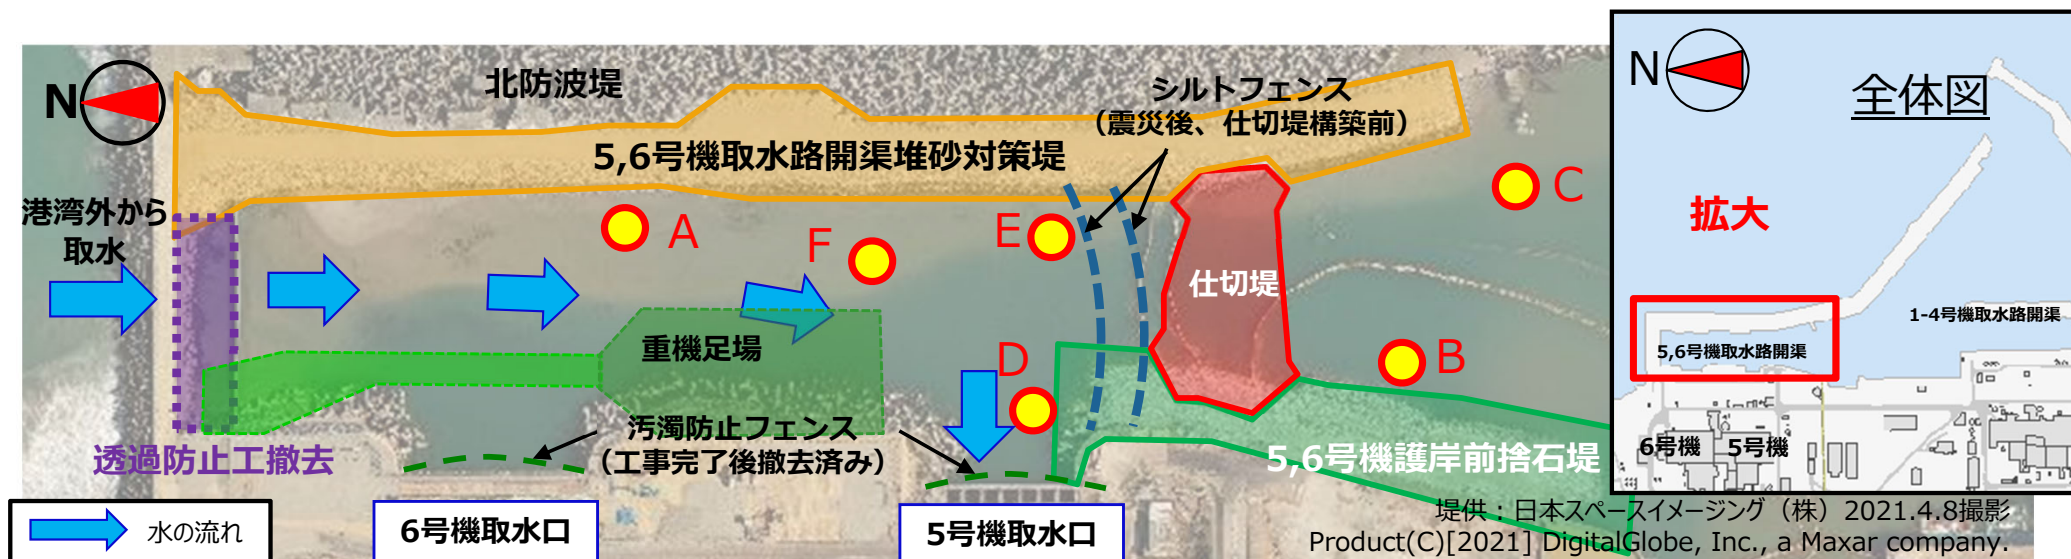 N
北防波堤
シルトフェンス
（震災後、仕切堤構築前）
5,6号機取水路開渠堆砂対策堤
港湾外から
取水
A
F
E
C
仕切堤
重機足場
D
B
汚濁防止フェンス
（工事完了後撤去済み）
透過防止工撤去
5,6号機護岸前捨石堤
水の流れ
6号機取水口
5号機取水口
N
全体図
拡大
1-4号機取水路開渠
5,6号機取水路開渠
6号機
5号機
提供：日本スペースイメージング（株）2021.4.8撮影
Product(C)[2021] DigitalGlobe, Inc., a Maxar company.